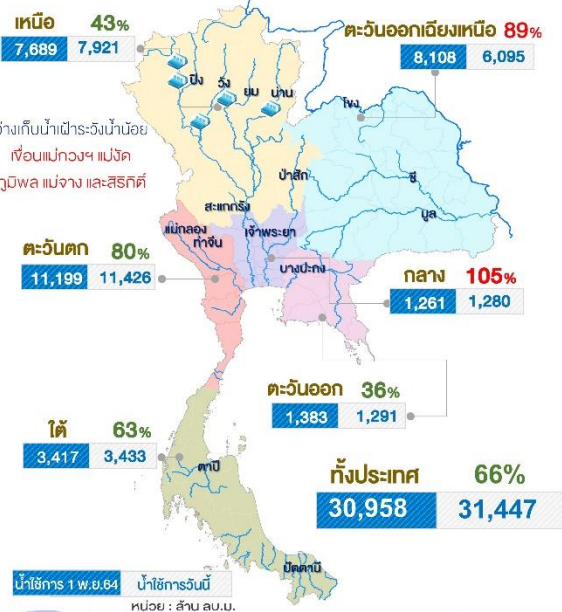 เหนือ 43%
7,689 7,921
ตะวันออกเฉียงเหนือ 89%
8,108 6,095
ปิง วัง ยม น่าน
โขง
อ่างเก็บน้ำเฝ้าระวังน้ำน้อย
เขื่อนแม่กวงฯ แม่งัด
ภูมิพล แม่จาง และสิริกิติ์
ป่าสัก
ชี
มูล
สะแกกรัง
แม่กลอง
ท่าจีน
เจ้าพระยา
บางปะกง
ตะวันตก 80%
11,199 11,426
กลาง 105%
1,261 1,280
ตะวันออก 36%
1,383 1,291
ใต้ 63%
3,417 3,433
ตาปี
ทั้งประเทศ 66%
30,958 31,447
ปัตตานี
น้ำใช้การ 1 พ.ย.64 น้ำใช้การวันนี้
หน่วย : ล้าน ลบ.ม.